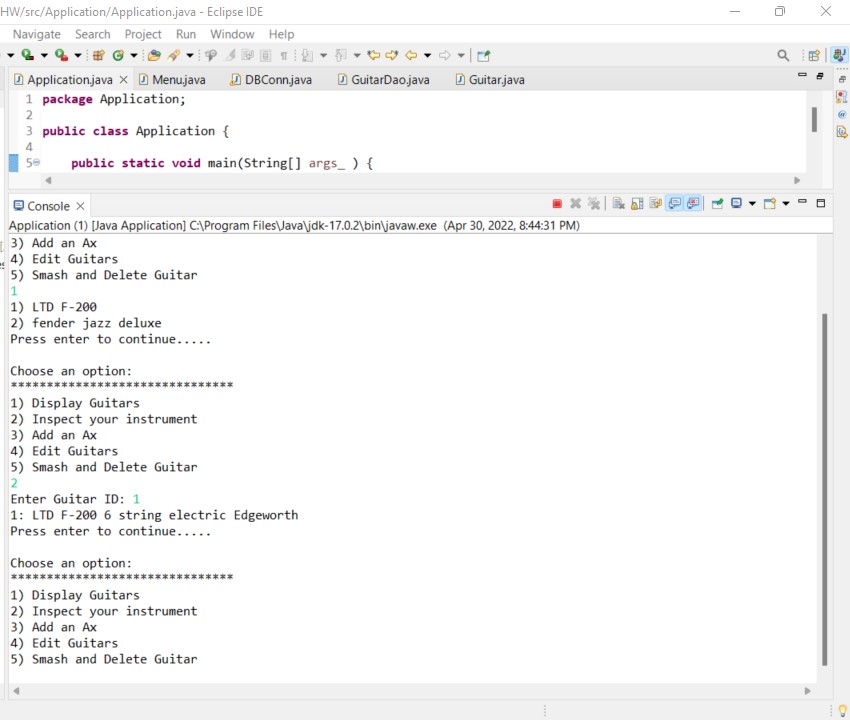 HW/src/Application/Application.java - Eclipse IDE
Navigate Search Project Run Window Help
Application.java Menu.java DBConn.java GuitarDao.java Guitar.java
1 package Application;
2
3 public class Application {
4
5 public static void main(String[] args_ ) {
Console
Application (1) [Java Application] C:\Program Files\Java\jdk-17.0.2\bin\javaw.exe (Apr 30, 2022, 8:44:31 PM)
3) Add an Ax
4) Edit Guitars
5) Smash and Delete Guitar
1
1) LTD F-200
2) fender jazz deluxe
Press enter to continue.....
Choose an option:
*******************************
1) Display Guitars
2) Inspect your instrument
3) Add an Ax
4) Edit Guitars
5) Smash and Delete Guitar
2
Enter Guitar ID: 1
1: LTD F-200 6 string electric Edgeworth
Press enter to continue.....
Choose an option:
*******************************
1) Display Guitars
2) Inspect your instrument
3) Add an Ax
4) Edit Guitars
5) Smash and Delete Guitar